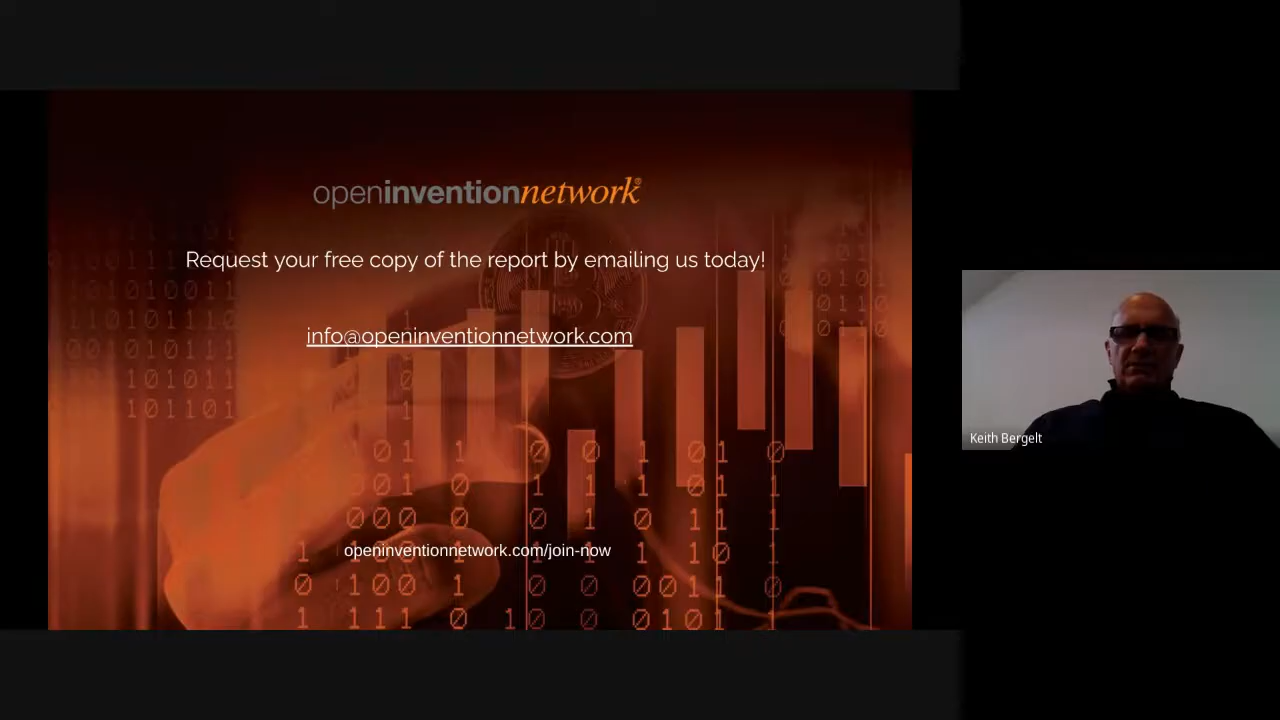 openinventionnetwork®
Request your free copy of the report by emailing us today!
info@openinventionnetwork.com
openinventionnetwork.com/join-now
Keith Bergelt